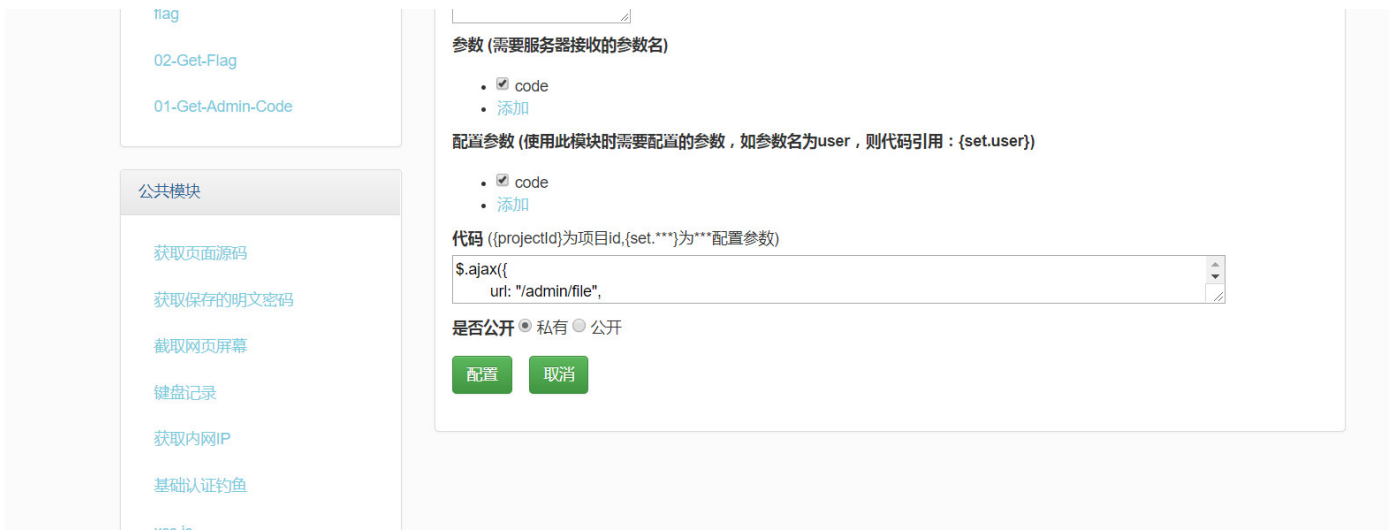 flag
02-Get-Flag
01-Get-Admin-Code
公共模块
获取页面源码
获取保存的明文密码
截取网页屏幕
键盘记录
获取内网IP
基础认证钓鱼
参数 (需要服务器接收的参数名)
code
添加
配置参数 (使用此模块时需要配置的参数，如参数名为user，则代码引用：{set.user})
code
添加
代码 ({projectId}为项目id,{set.***}为***配置参数)
$.ajax({
url: "/admin/file",
是否公开 私有 公开
配置 取消